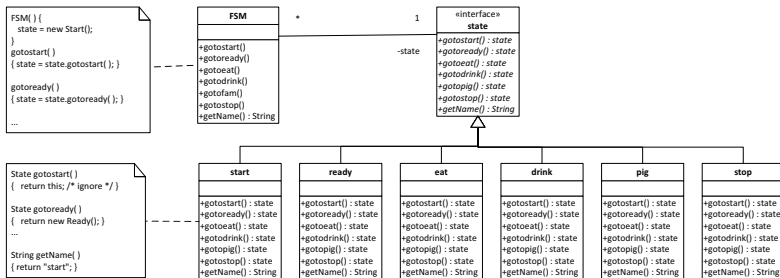 FSM( ) {
state = new Start();
}
gotostart( )
{ state = state.gotostart( ); }
gotoready( )
{ state = state.gotoready( ); }
...
FSM
+gotostart()
+gotoready()
+gotoeat()
+gotodrink()
+gotofam()
+gotostop()
+getName() : String
*
1
-state
«interface»
state
+gotostart() : state
+gotoready() : state
+gotoeat() : state
+gotodrink() : state
+gotopig() : state
+gotostop() : state
+getName() : String
State gotostart( )
{ return this; /* ignore */ }
State gotoready( )
{ return new Ready(); }
...
String getName( )
{ return "start"; }
start
+gotostart() : state
+gotoready() : state
+gotoeat() : state
+gotodrink() : state
+gotopig() : state
+gotostop() : state
+getName() : String
ready
+gotostart() : state
+gotoready() : state
+gotoeat() : state
+gotodrink() : state
+gotopig() : state
+gotostop() : state
+getName() : String
eat
+gotostart() : state
+gotoready() : state
+gotoeat() : state
+gotodrink() : state
+gotopig() : state
+gotostop() : state
+getName() : String
drink
+gotostart() : state
+gotoready() : state
+gotoeat() : state
+gotodrink() : state
+gotopig() : state
+gotostop() : state
+getName() : String
pig
+gotostart() : state
+gotoready() : state
+gotoeat() : state
+gotodrink() : state
+gotopig() : state
+gotostop() : state
+getName() : String
stop
+gotostart() : state
+gotoready() : state
+gotoeat() : state
+gotodrink() : state
+gotopig() : state
+gotostop() : state
+getName() : String